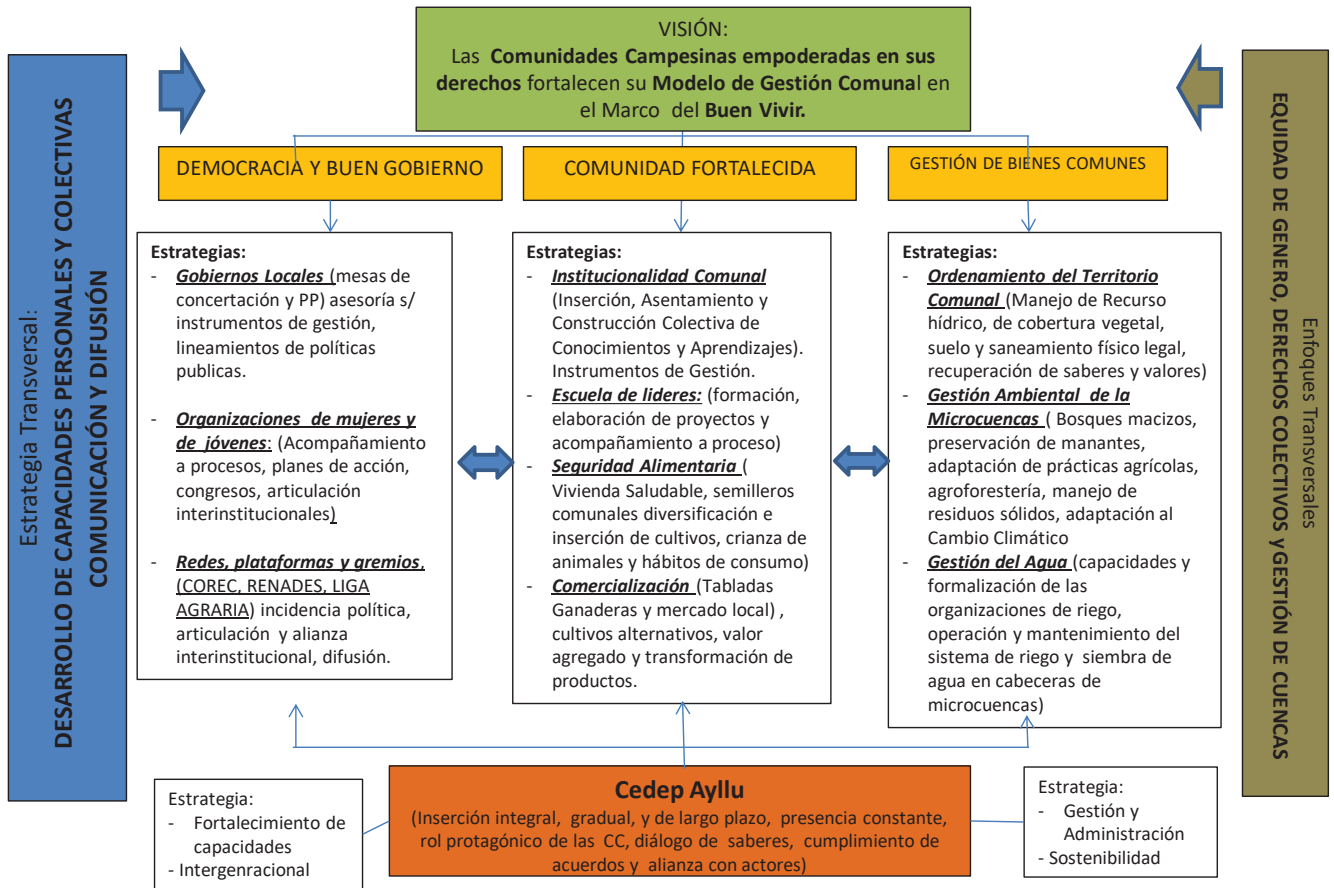 VISIÓN:
Las Comunidades Campesinas empoderadas en sus
derechos fortalecen su Modelo de Gestión Comunal en
el Marco del Buen Vivir.
Estrategia Transversal:
DESARROLLO DE CAPACIDADES PERSONALES Y COLECTIVAS
COMUNICACIÓN Y DIFUSIÓN
DEMOCRACIA Y BUEN GOBIERNO
Estrategias:
- Gobiernos Locales (mesas de
concertación y PP) asesoría s/
instrumentos de gestión,
lineamientos de políticas
publicas.
- Organizaciones de mujeres y
de jóvenes: (Acompañamiento
a procesos, planes de acción,
congresos, articulación
interinstitucionales)
- Redes, plataformas y gremios,
(COREC, RENADES, LIGA
AGRARIA) incidencia política,
articulación y alianza
interinstitucional, difusión.
COMUNIDAD FORTALECIDA
Estrategias:
- Institucionalidad Comunal
(Inserción, Asentamiento y
Construcción Colectiva de
Conocimientos y Aprendizajes).
Instrumentos de Gestión.
- Escuela de lideres: (formación,
elaboración de proyectos y
acompañamiento a proceso)
- Seguridad Alimentaria (
Vivienda Saludable, semilleros
comunales diversificación e
inserción de cultivos, crianza de
animales y hábitos de consumo)
- Comercialización (Tabladas
Ganaderas y mercado local) ,
cultivos alternativos, valor
agregado y transformación de
productos.
GESTIÓN DE BIENES COMUNES
Estrategias:
- Ordenamiento del Territorio
Comunal (Manejo de Recurso
hídrico, de cobertura vegetal,
suelo y saneamiento físico legal,
recuperación de saberes y valores)
- Gestión Ambiental de la
Microcuencas ( Bosques macizos,
preservación de manantes,
adaptación de prácticas agrícolas,
agroforestería, manejo de
residuos sólidos, adaptación al
Cambio Climático
- Gestión del Agua (capacidades y
formalización de las
organizaciones de riego,
operación y mantenimiento del
sistema de riego y siembra de
agua en cabeceras de
microcuencas)
Enfoques Transversales
EQUIDAD DE GENERO, DERECHOS COLECTIVOS yGESTIÓN DE CUENCAS
Estrategia:
- Fortalecimiento de
capacidades
- Intergenracional
Cedep Ayllu
(Inserción integral, gradual, y de largo plazo, presencia constante,
rol protagónico de las CC, diálogo de saberes, cumplimiento de
acuerdos y alianza con actores)
Estrategia:
- Gestión y
Administración
- Sostenibilidad